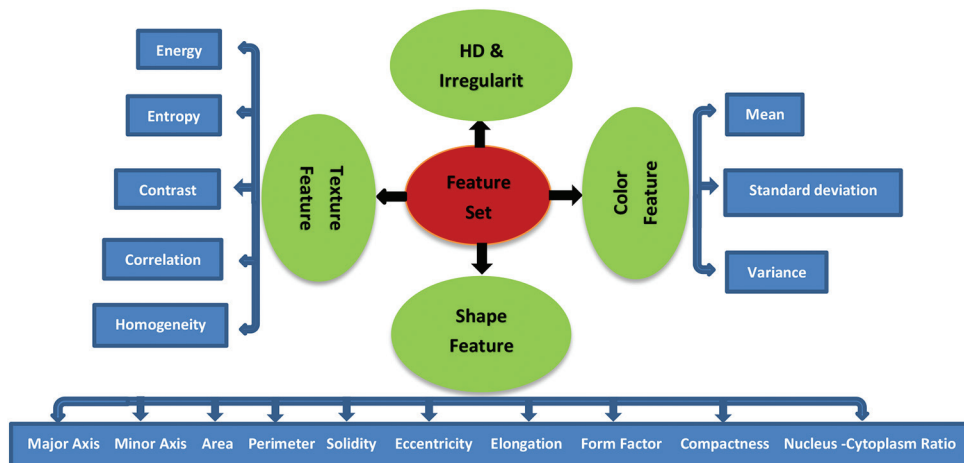 HD &
Irregularit
Energy
Entropy
Contrast
Correlation
Homogeneity
Texture
Feature
Feature
Set
Color
Feature
Mean
Standard deviation
Variance
Shape
Feature
Major Axis Minor Axis Area Perimeter Solidity Eccentricity Elongation Form Factor Compactness Nucleus -Cytoplasm Ratio